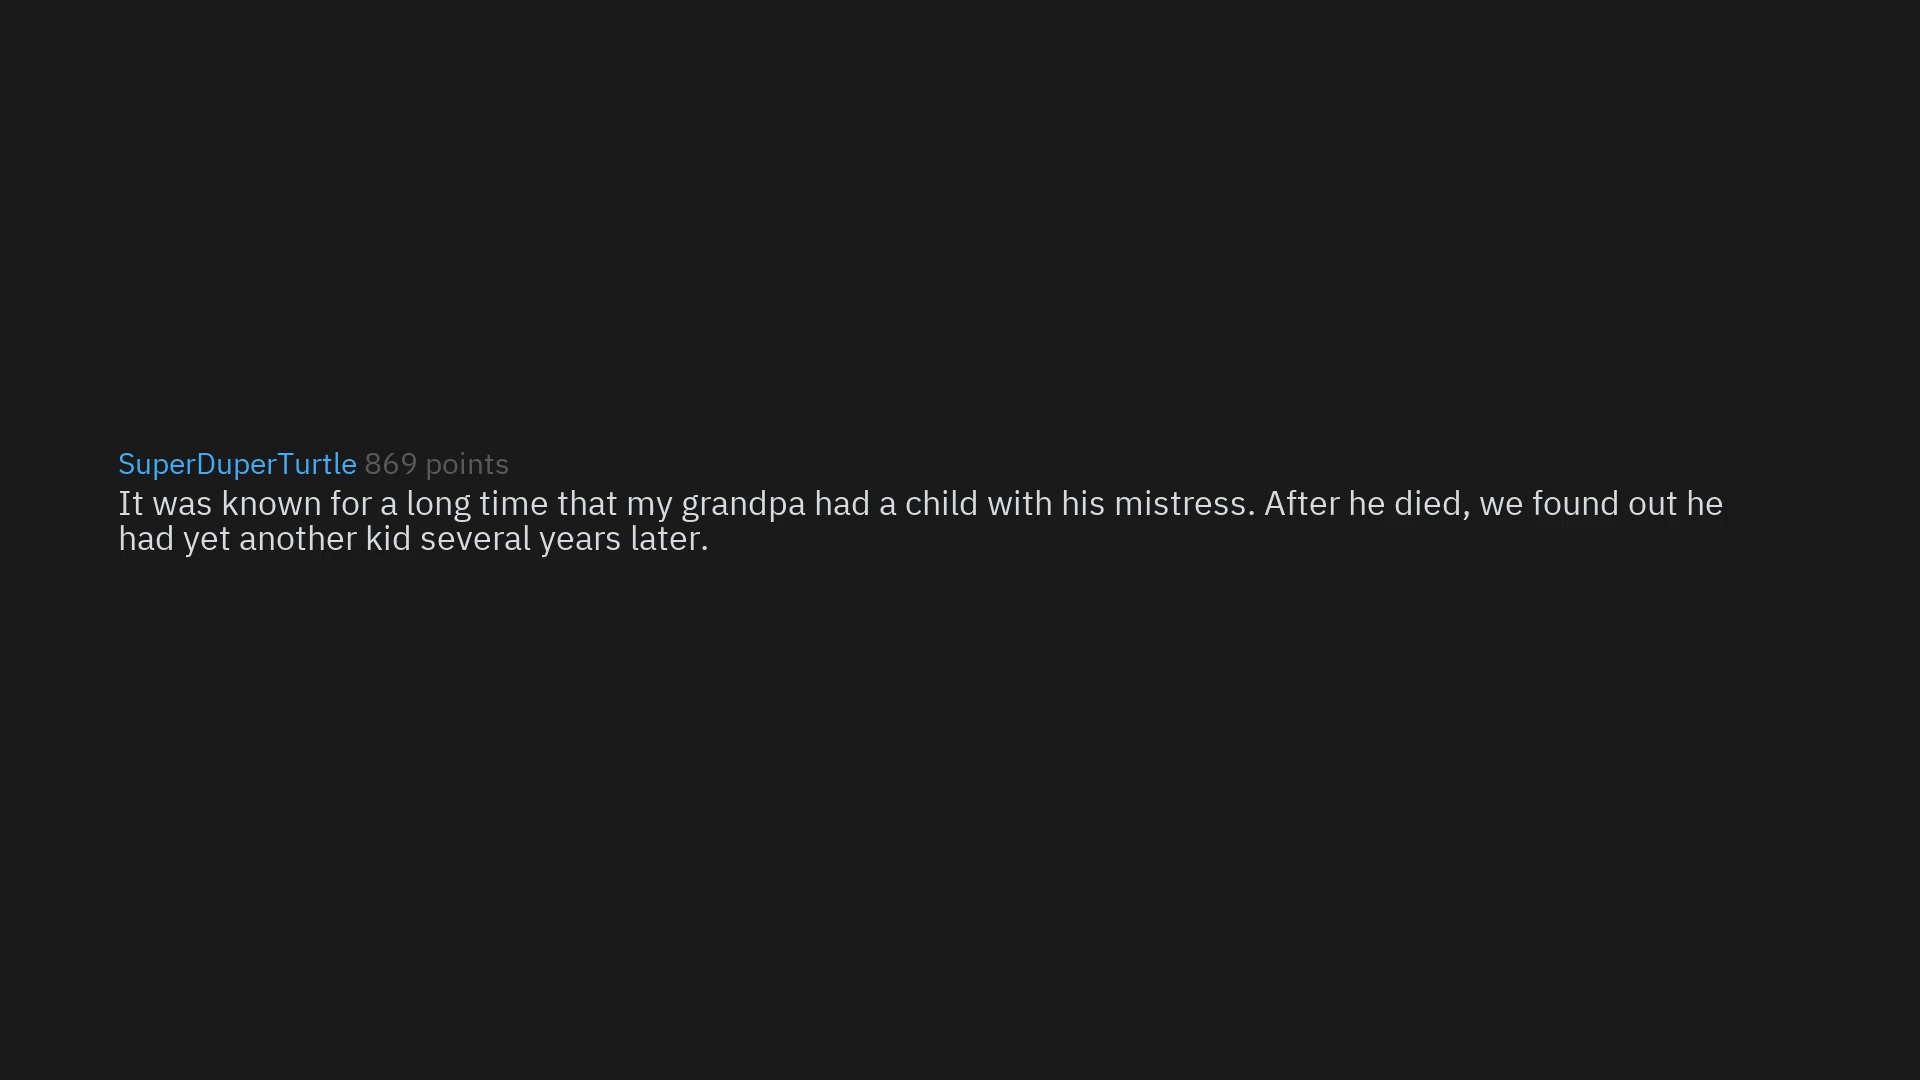 SuperDuperTurtle 869 points
It was known for a long time that my grandpa had a child with his mistress. After he died, we found out he
had yet another kid several years later.